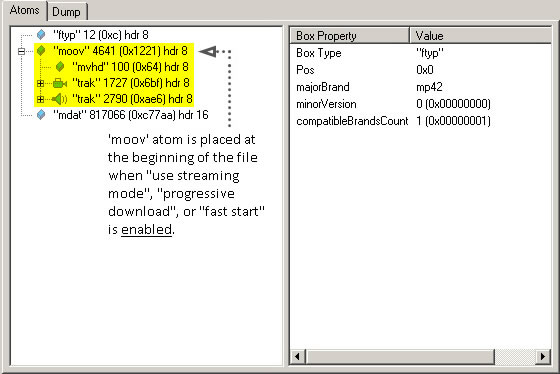 Atoms
Dump
"ftyp" 12 (0xc) hdr 8
"moov" 4641 (0x1221) hdr 8
"mvhd" 100 (0x64) hdr 8
"trak" 1727 (0x6bf) hdr 8
"trak" 2790 (0xae6) hdr 8
"mdat" 817066 (0xc77aa) hdr 16
'moov' atom is placed at
the beginning of the file
when "use streaming
mode", "progressive
download", or "fast start"
is enabled.
Box Property Value
Box Type "ftyp"
Pos 0x0
majorBrand mp42
minorVersion 0 (0x00000000)
compatibleBrandsCount 1 (0x00000001)